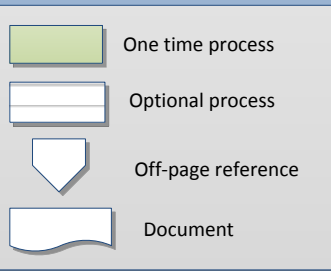 One time process
Optional process
Off-page reference
Document